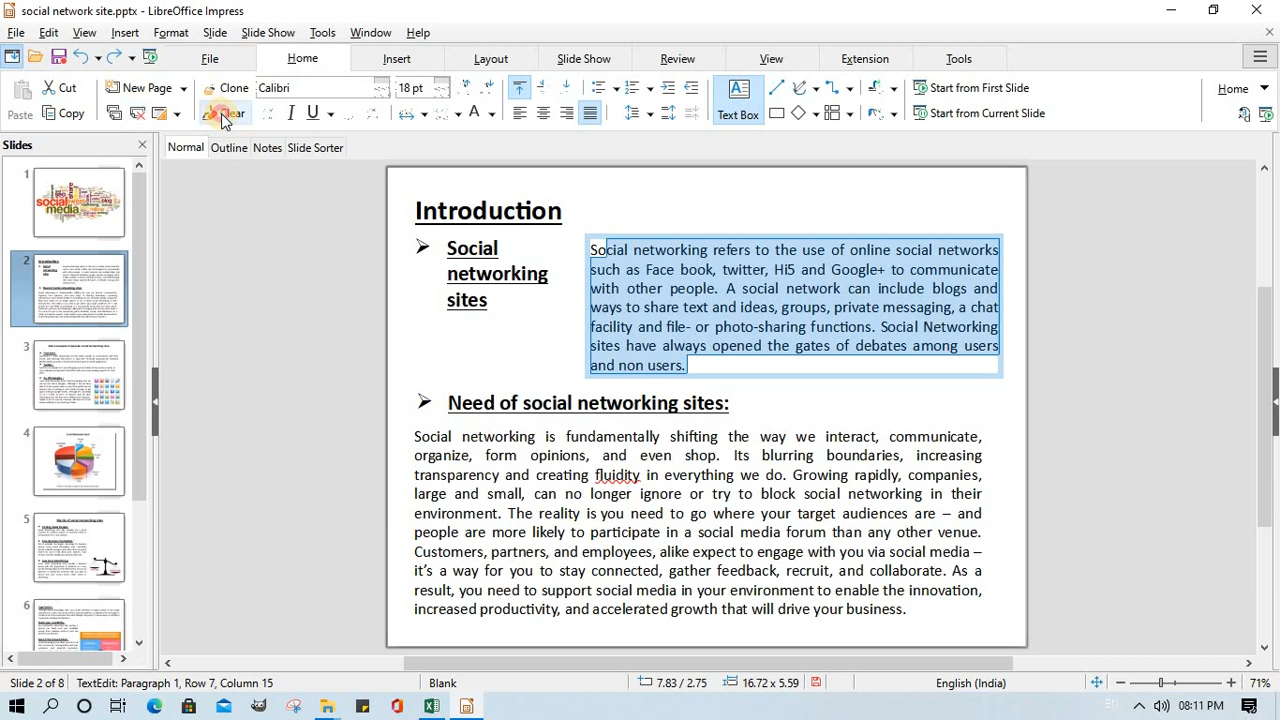 social network site.pptx - LibreOffice Impress
File Edit View Insert Format Slide Slide Show Tools Window Help
File Home Insert Layout Slide Show Review View Extension Tools
Cut New Page Clone Calibri 18 pt Start from First Slide Home
Paste Copy Clear I U A Text Box Start from Current Slide
Slides
Normal Outline Notes Slide Sorter
1
2
3
4
5
6
Introduction
Social
networking
sites
Social networking refers to the use of online social networks
such as Face book, twitter, Hi5 and Google+ to communicate
with other people. A social network can include blogs and
ways to share text and ideas, groups, private messaging, a chat
facility and file- or photo-sharing functions. Social Networking
sites have always opened the gates of debates among users
and non users.
Need of social networking sites:
Social networking is fundamentally shifting the way we interact, communicate,
organize, form opinions, and even shop. Its blurring boundaries, increasing
transparency and creating fluidity in everything we do. Growing rapidly, companies,
large and small, can no longer ignore or try to block social networking in their
environment. The reality is you need to go where your target audiences are – and
people are more likely to participate in a social media forum than any other venue.
Customers, partners, and employees, alike expect to engage with you via social media –
it's a way for you to stay connected, gather feedback, recruit, and collaborate. As a
result, you need to support social media in your environment to enable the innovation,
increased productivity, and accelerated growth that will drive your business.
Slide 2 of 8 TextEdit: Paragraph 1, Row 7, Column 15 Blank 7.83 / 2.75 16.72 x 5.59 English (India) 71%
08:11 PM